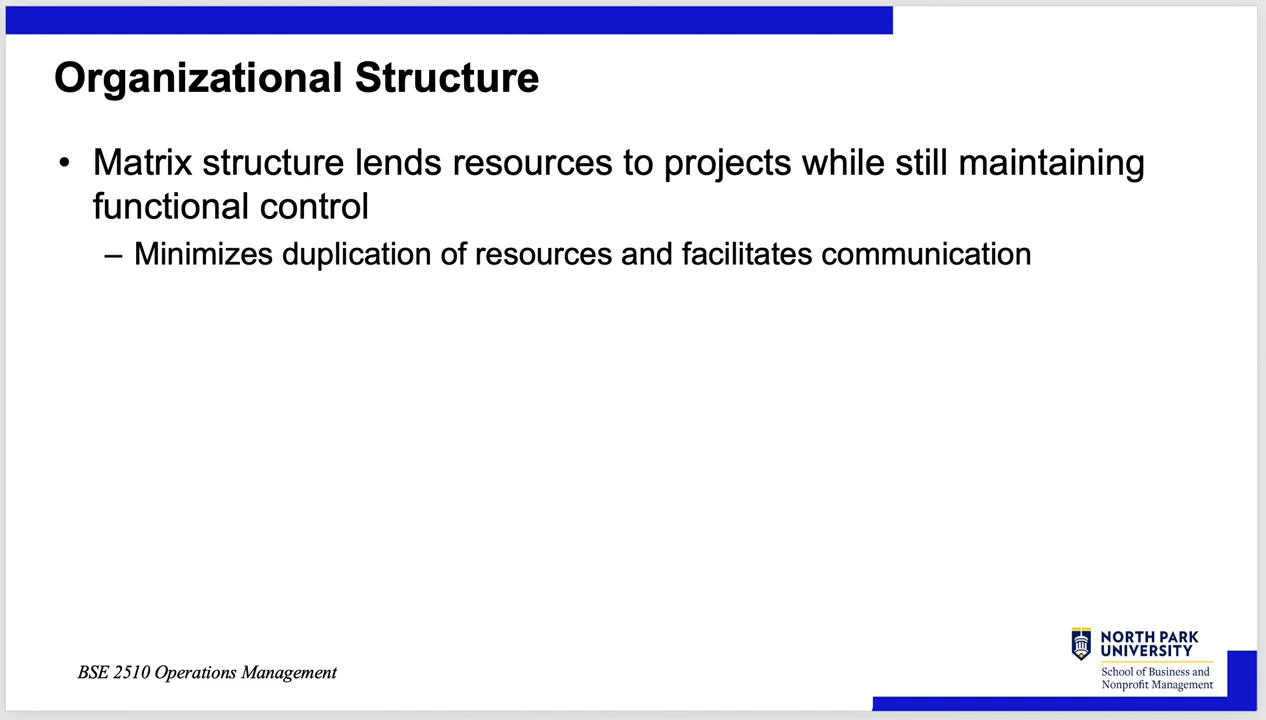 Organizational Structure
• Matrix structure lends resources to projects while still maintaining
functional control
– Minimizes duplication of resources and facilitates communication
BSE 2510 Operations Management
NORTH PARK
UNIVERSITY
School of Business and
Nonprofit Management